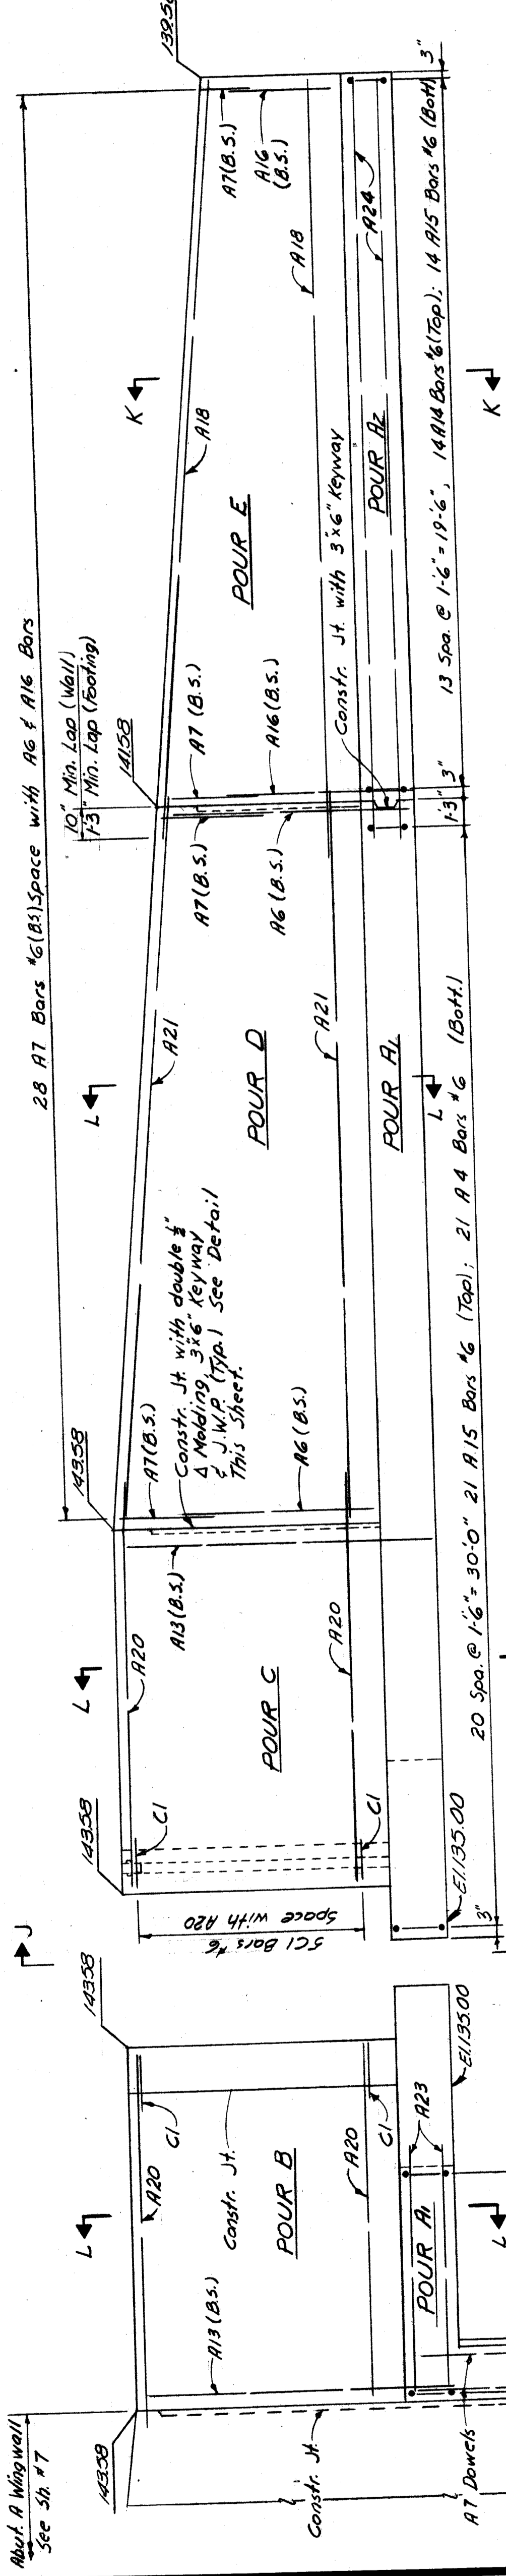 Abut. A Wingwall
See Sh. #7
143.58
143.58
143.58
143.58
141.58
28 A7 Bars #6 (B.S) Space with A6 & A16 Bars
10" Min. Lap (Wall)
1'-3" Min. Lap (Footing)
L
L
L
K
J
A13 (B.S.)
A20
C1
Constr. Jt.
POUR B
A20
C1
POUR A1
A23
El.135.00
L
Constr. Jt.
A7 Dowels
5C1 Bars #6
Space with A20
C1
C1
A20
POUR C
A20
A13 (B.S.)
A7 (B.S.)
Constr. Jt. with double ½"
Δ Molding, 3"x6" Keyway
& J.W.P. (Typ.) See Detail
This Sheet.
A6 (B.S.)
El.135.00
3"
A21
POUR D
A21
POUR A1
L
A7 (B.S.)
A6 (B.S.)
A7 (B.S.)
A16 (B.S.)
A18
POUR E
A18
A7 (B.S.)
A16
(B.S.)
Constr. Jt. with 3"x6" Keyway
POUR A2
A24
K
20 Spa. @ 1'-6" = 30'-0" 21 A15 Bars #6 (Top); 21 A4 Bars #6 (Bott.)
1'-3"
3"
13 Spa. @ 1'-6" = 19'-6", 14 A14 Bars #6 (Top); 14 A15 Bars #6 (Bott)
3"